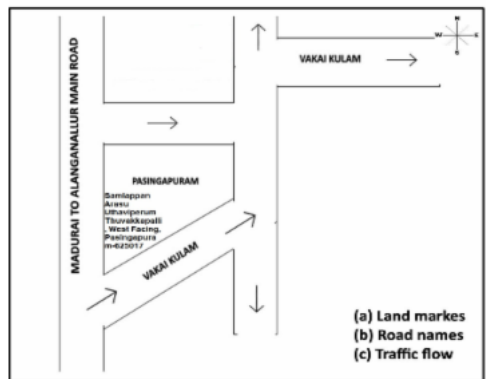 N
W E
S
VAKAI KULAM
MADURAI TO ALANGANALLUR MAIN ROAD
PASINGAPURAM
Samiappan
Arasu
Uthaviperum
Thuvakkapalli
, West Facing,
Pasingapura
m-625017
VAKAI KULAM
(a) Land markes
(b) Road names
(c) Traffic flow